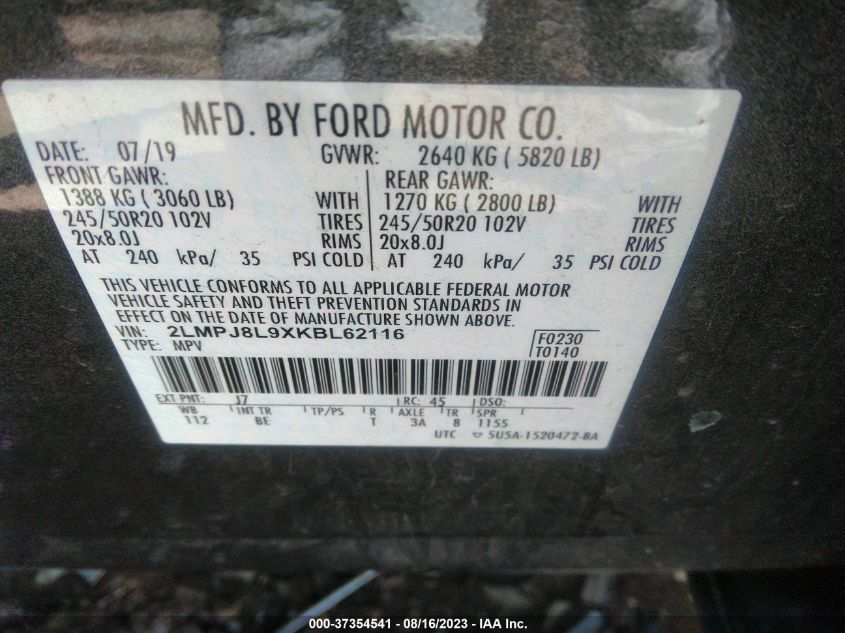 MFD. BY FORD MOTOR CO.
DATE: 07/19 GVWR: 2640 KG ( 5820 LB)
FRONT GAWR: REAR GAWR:
1388 KG ( 3060 LB) WITH 1270 KG ( 2800 LB) WITH
245/50R20 102V TIRES 245/50R20 102V TIRES
20x8.0J RIMS 20x8.0J RIMS
AT 240 kPa/ 35 PSI COLD AT 240 kPa/ 35 PSI COLD
THIS VEHICLE CONFORMS TO ALL APPLICABLE FEDERAL MOTOR
VEHICLE SAFETY AND THEFT PREVENTION STANDARDS IN
EFFECT ON THE DATE OF MANUFACTURE SHOWN ABOVE.
VIN: 2LMPJ8L9XKBL62116 F0230
TYPE: MPV T0140
EXT PNT: J7 RC: 45 DSO:
WB INT TR TP/PS R AXLE TR SPR
112 BE T 3A 8 1155
UTC 5U5A-1520472-BA
000-37354541 - 08/16/2023 - IAA Inc.